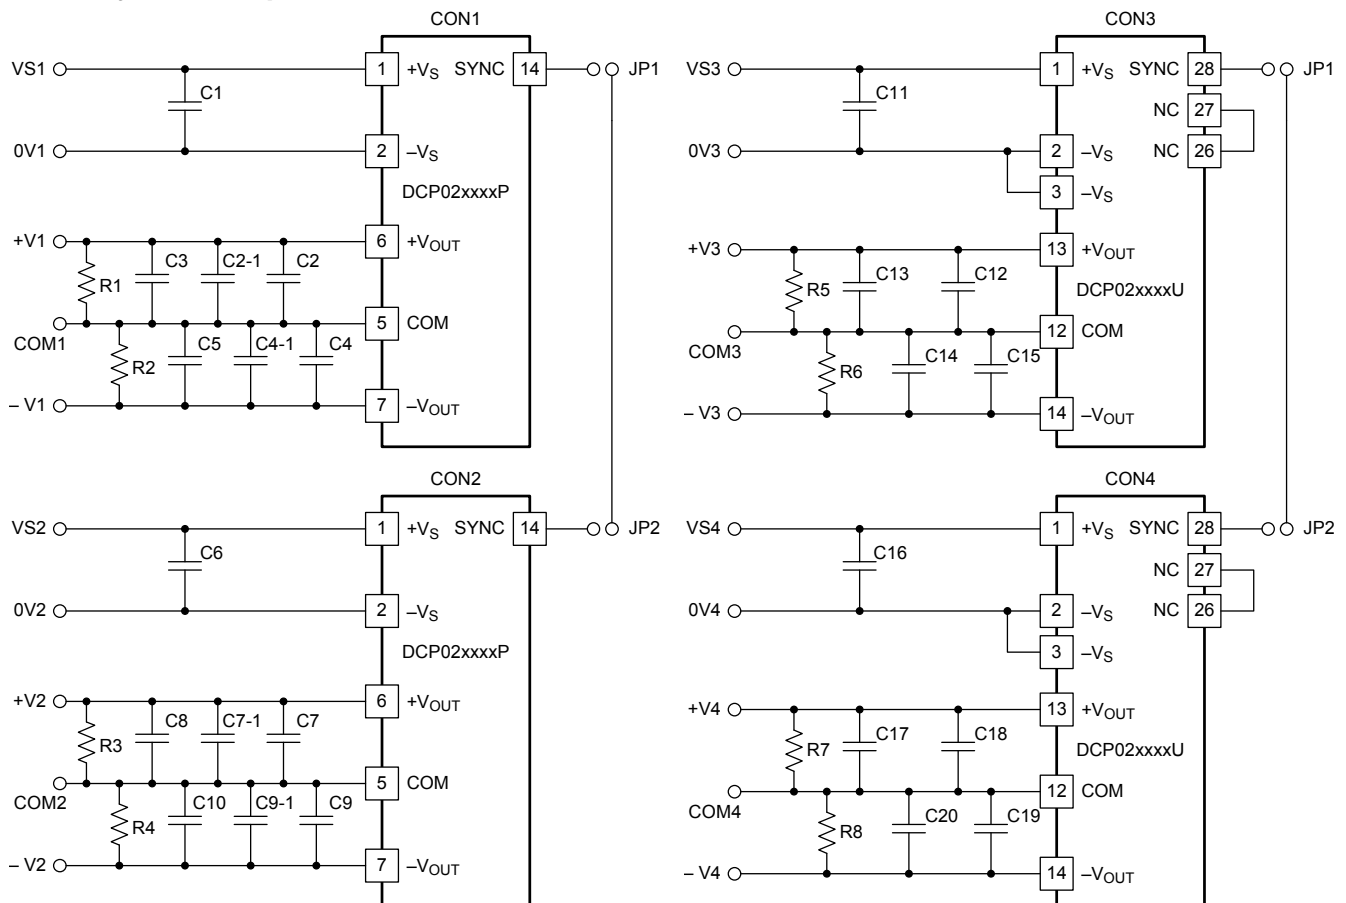 CON1
VS1
1
+VS
SYNC
14
JP1
C1
0V1
2
–VS
DCP02xxxxP
+V1
6
+VOUT
R1
C3
C2-1
C2
COM1
5
COM
R2
C5
C4-1
C4
– V1
7
–VOUT
CON2
VS2
1
+VS
SYNC
14
JP2
C6
0V2
2
–VS
DCP02xxxxP
+V2
6
+VOUT
R3
C8
C7-1
C7
COM2
5
COM
R4
C10
C9-1
C9
– V2
7
–VOUT
CON3
VS3
1
+VS
SYNC
28
JP1
C11
NC
27
0V3
2
–VS
NC
26
3
–VS
+V3
13
+VOUT
R5
C13
C12
DCP02xxxxU
COM3
12
COM
R6
C14
C15
– V3
14
–VOUT
CON4
VS4
1
+VS
SYNC
28
JP2
C16
NC
27
0V4
2
–VS
NC
26
3
–VS
+V4
13
+VOUT
R7
C17
C18
DCP02xxxxU
COM4
12
COM
R8
C20
C19
– V4
14
–VOUT